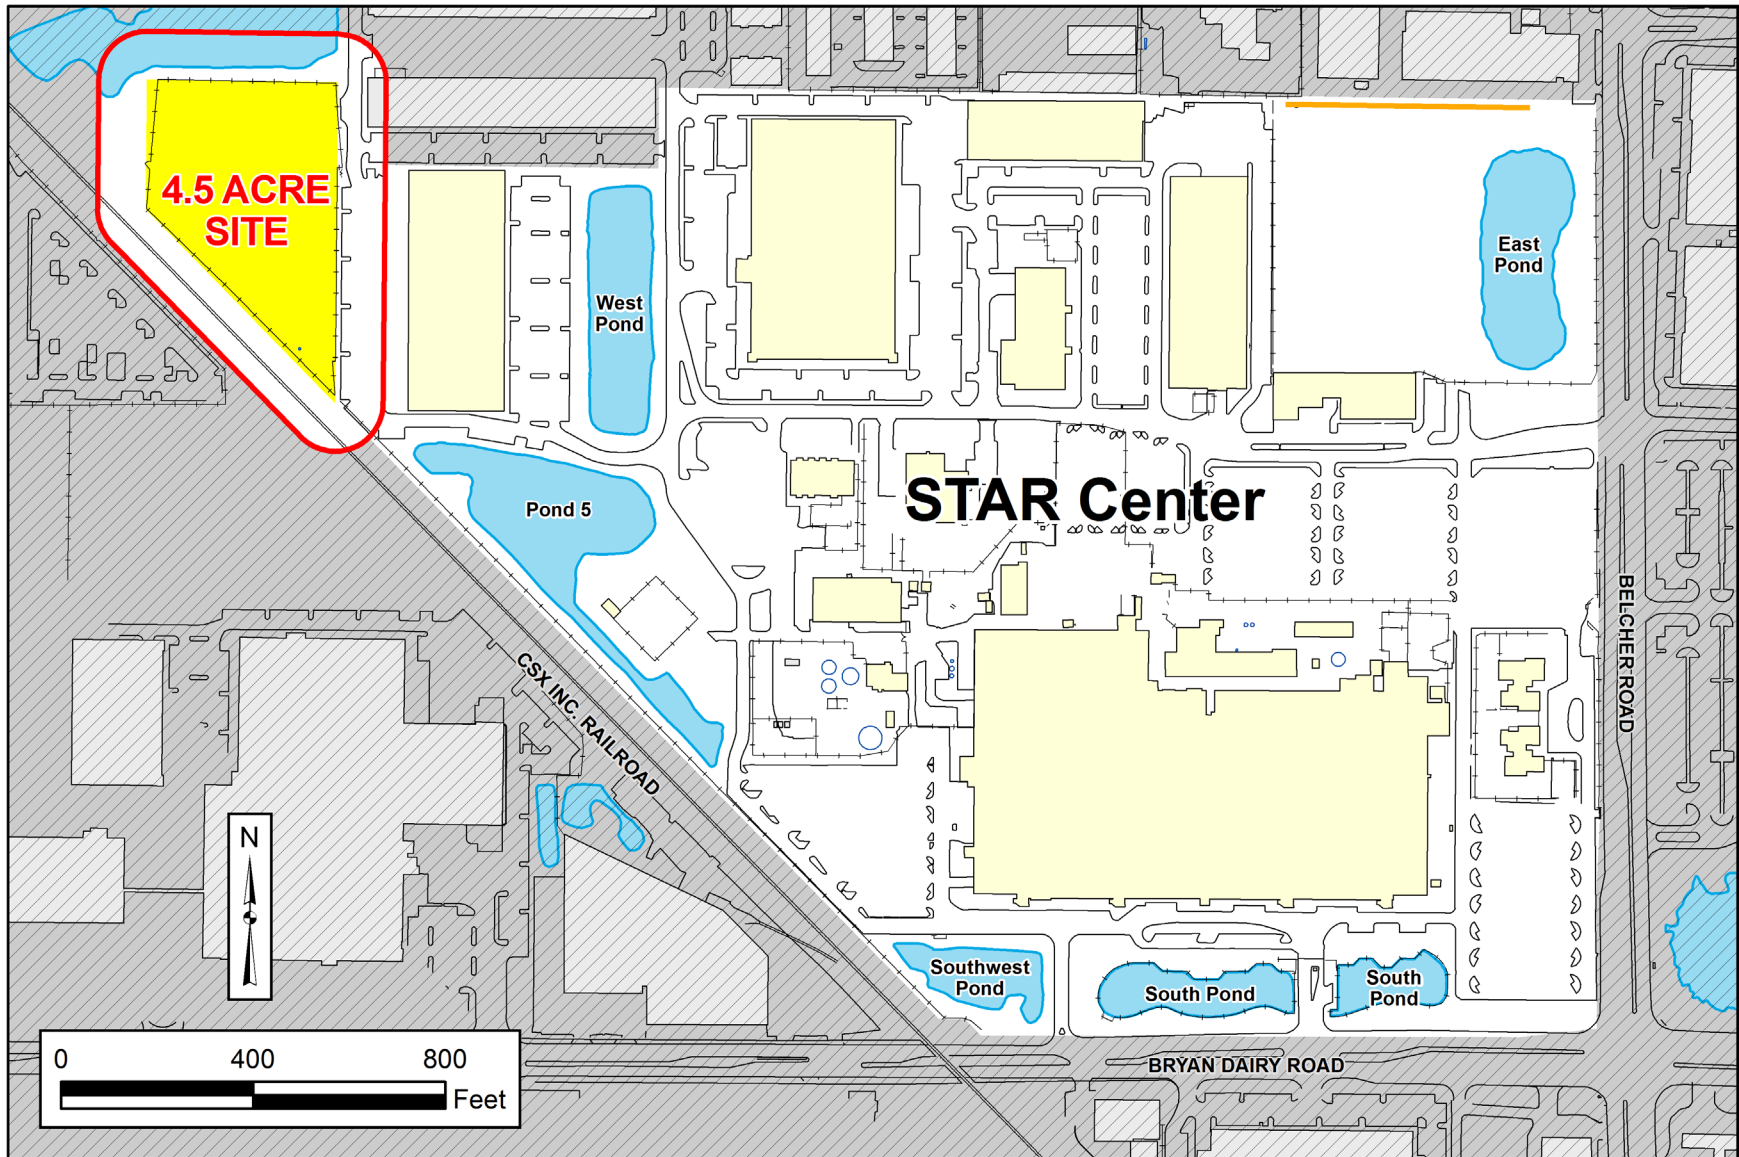 4.5 ACRE
SITE
West
Pond
East
Pond
Pond 5
STAR Center
BELCHER ROAD
CSX INC. RAILROAD
N
Southwest
Pond
South Pond
South
Pond
BRYAN DAIRY ROAD
0 400 800
Feet